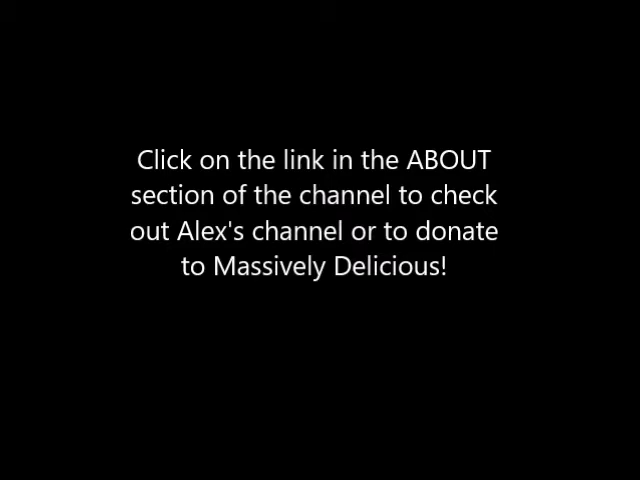 Click on the link in the ABOUT
section of the channel to check
out Alex's channel or to donate
to Massively Delicious!